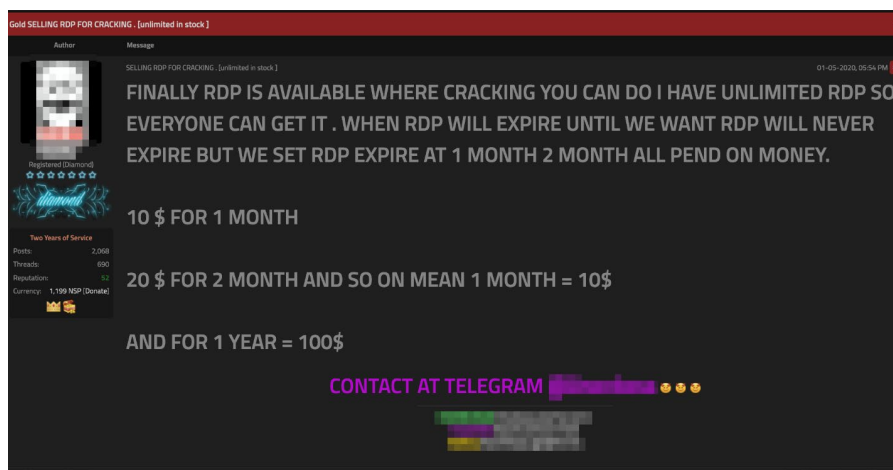 Gold SELLING RDP FOR CRACKING . [unlimited in stock ]
Author Message
SELLING RDP FOR CRACKING . [unlimited in stock ] 01-05-2020, 05:54 PM
FINALLY RDP IS AVAILABLE WHERE CRACKING YOU CAN DO I HAVE UNLIMITED RDP SO
EVERYONE CAN GET IT . WHEN RDP WILL EXPIRE UNTIL WE WANT RDP WILL NEVER
EXPIRE BUT WE SET RDP EXPIRE AT 1 MONTH 2 MONTH ALL PEND ON MONEY.
10 $ FOR 1 MONTH
20 $ FOR 2 MONTH AND SO ON MEAN 1 MONTH = 10$
AND FOR 1 YEAR = 100$
CONTACT AT TELEGRAM
Registered (Diamond)
diamond
Two Years of Service
Posts: 2,068
Threads: 690
Reputation: 52
Currency: 1,199 NSP [Donate]